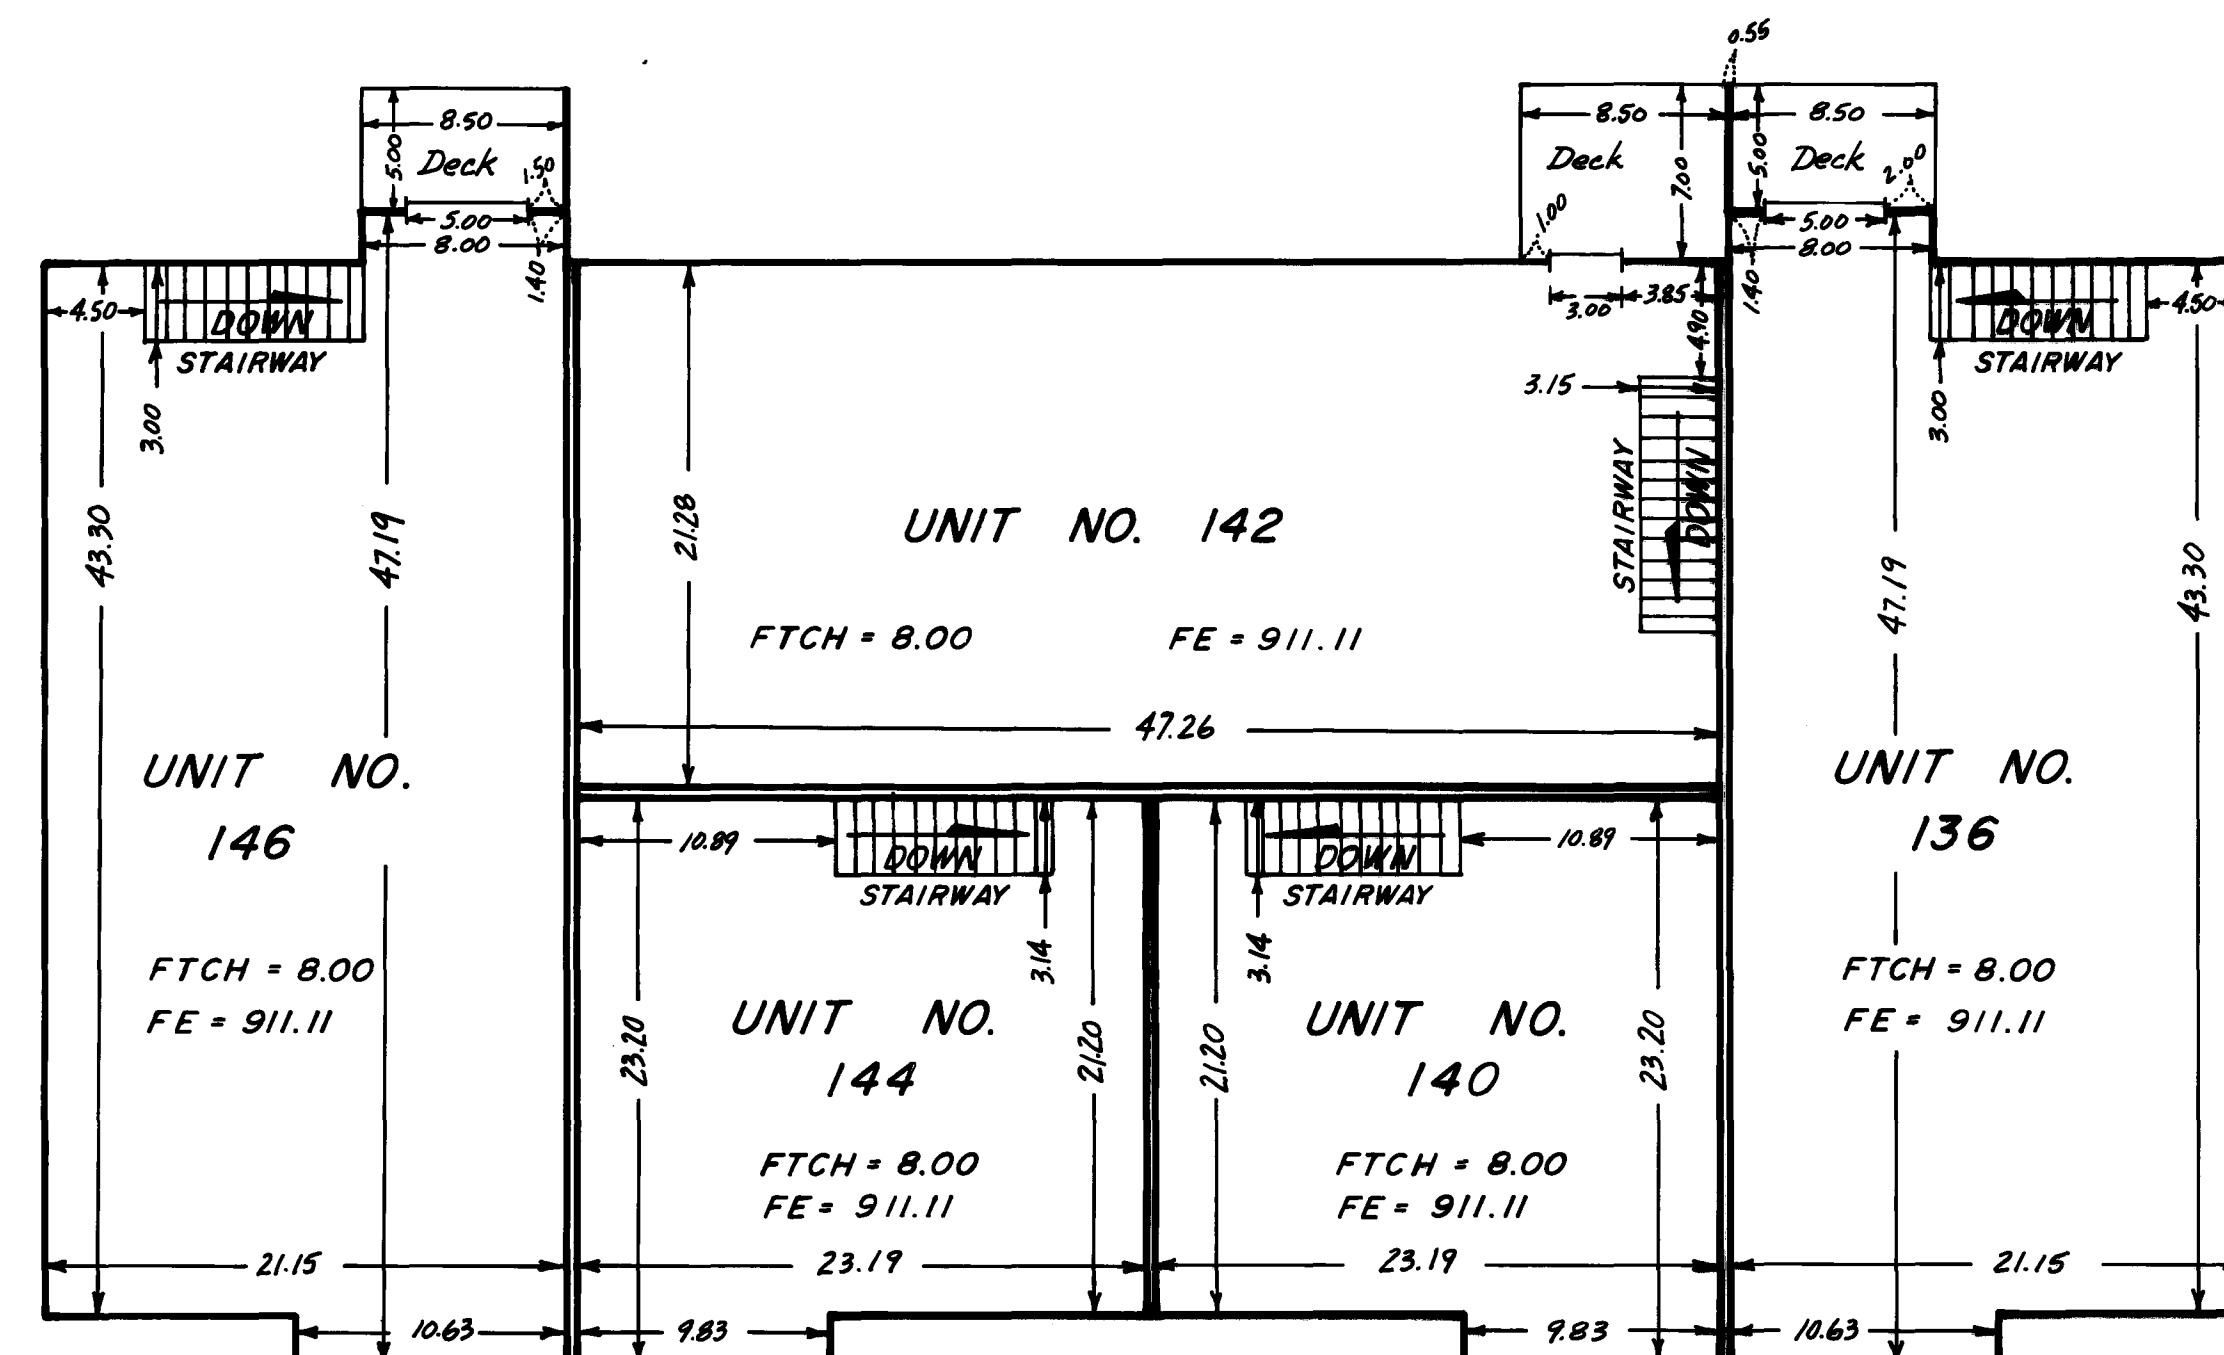 0.55
8.50
8.50
8.50
5.00
Deck
1.50
Deck
7.00
5.00
Deck
2.00
5.00
8.00
1.40
1.00
5.00
8.00
1.40
4.50
DOWN
STAIRWAY
3.00
3.00
3.85
4.90
DOWN
STAIRWAY
4.50
3.00
3.15
STAIRWAY
DOWN
43.30
47.19
21.28
UNIT NO. 142
47.19
43.30
FTCH = 8.00 FE = 911.11
47.26
UNIT NO.
146
UNIT NO.
136
10.89
DOWN
STAIRWAY
3.14
DOWN
STAIRWAY
3.14
10.89
FTCH = 8.00
FE = 911.11
23.20
UNIT NO.
144
21.20
21.20
UNIT NO.
140
23.20
FTCH = 8.00
FE = 911.11
FTCH = 8.00
FE = 911.11
FTCH = 8.00
FE = 911.11
21.15
23.19
23.19
21.15
10.63
9.83
9.83
10.63